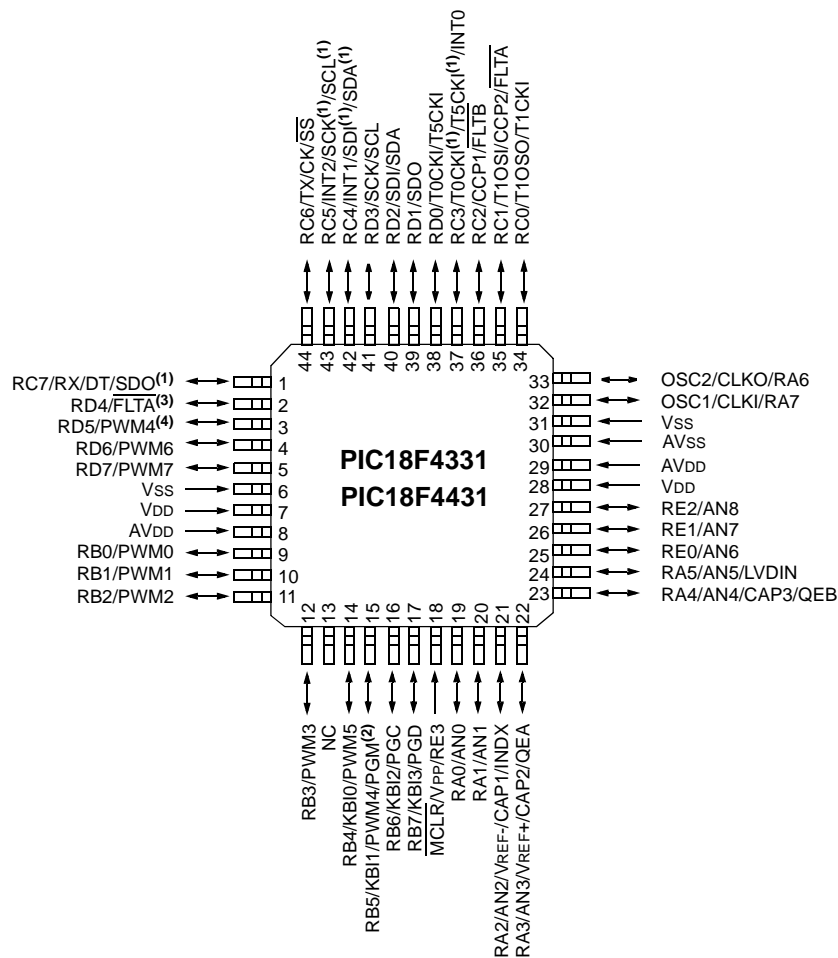 RC6/TX/CK/SS
RC5/INT2/SCK(1)/SCL(1)
RC4/INT1/SDI(1)/SDA(1)
RD3/SCK/SCL
RD2/SDI/SDA
RD1/SDO
RD0/T0CKI/T5CKI
RC3/T0CKI(1)/T5CKI(1)/INT0
RC2/CCP1/FLTB
RC1/T1OSI/CCP2/FLTA
RC0/T1OSO/T1CKI
44
43
42
41
40
39
38
37
36
35
34
RC7/RX/DT/SDO(1)
1
RD4/FLTA(3)
2
RD5/PWM4(4)
3
RD6/PWM6
4
RD7/PWM7
5
VSS
6
VDD
7
AVDD
8
RB0/PWM0
9
RB1/PWM1
10
RB2/PWM2
11
PIC18F4331
PIC18F4431
33
OSC2/CLKO/RA6
32
OSC1/CLKI/RA7
31
VSS
30
AVSS
29
AVDD
28
VDD
27
RE2/AN8
26
RE1/AN7
25
RE0/AN6
24
RA5/AN5/LVDIN
23
RA4/AN4/CAP3/QEB
12
13
14
15
16
17
18
19
20
21
22
RB3/PWM3
NC
RB4/KBI0/PWM5
RB5/KBI1/PWM4/PGM(2)
RB6/KBI2/PGC
RB7/KBI3/PGD
MCLR/VPP/RE3
RA0/AN0
RA1/AN1
RA2/AN2/VREF-/CAP1/INDX
RA3/AN3/VREF+/CAP2/QEA